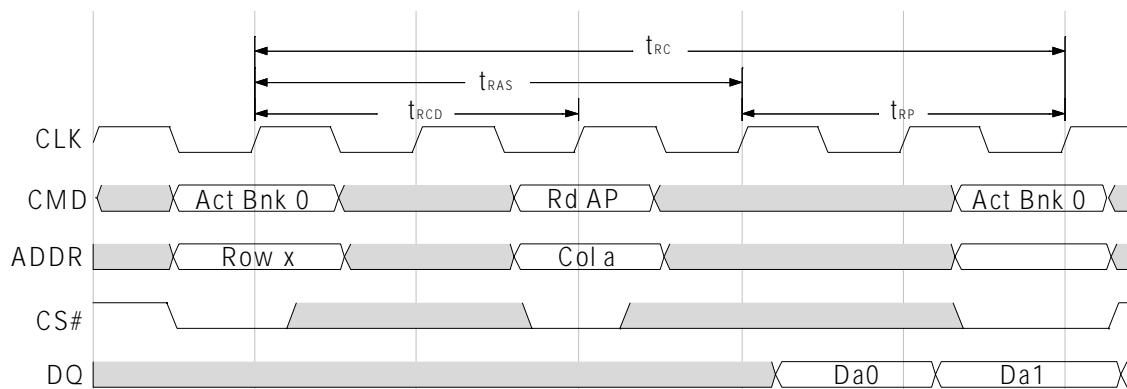 tRC
tRAS
tRCD tRP
CLK
CMD Act Bnk 0 Rd AP Act Bnk 0
ADDR Row x Col a
CS#
DQ Da0 Da1